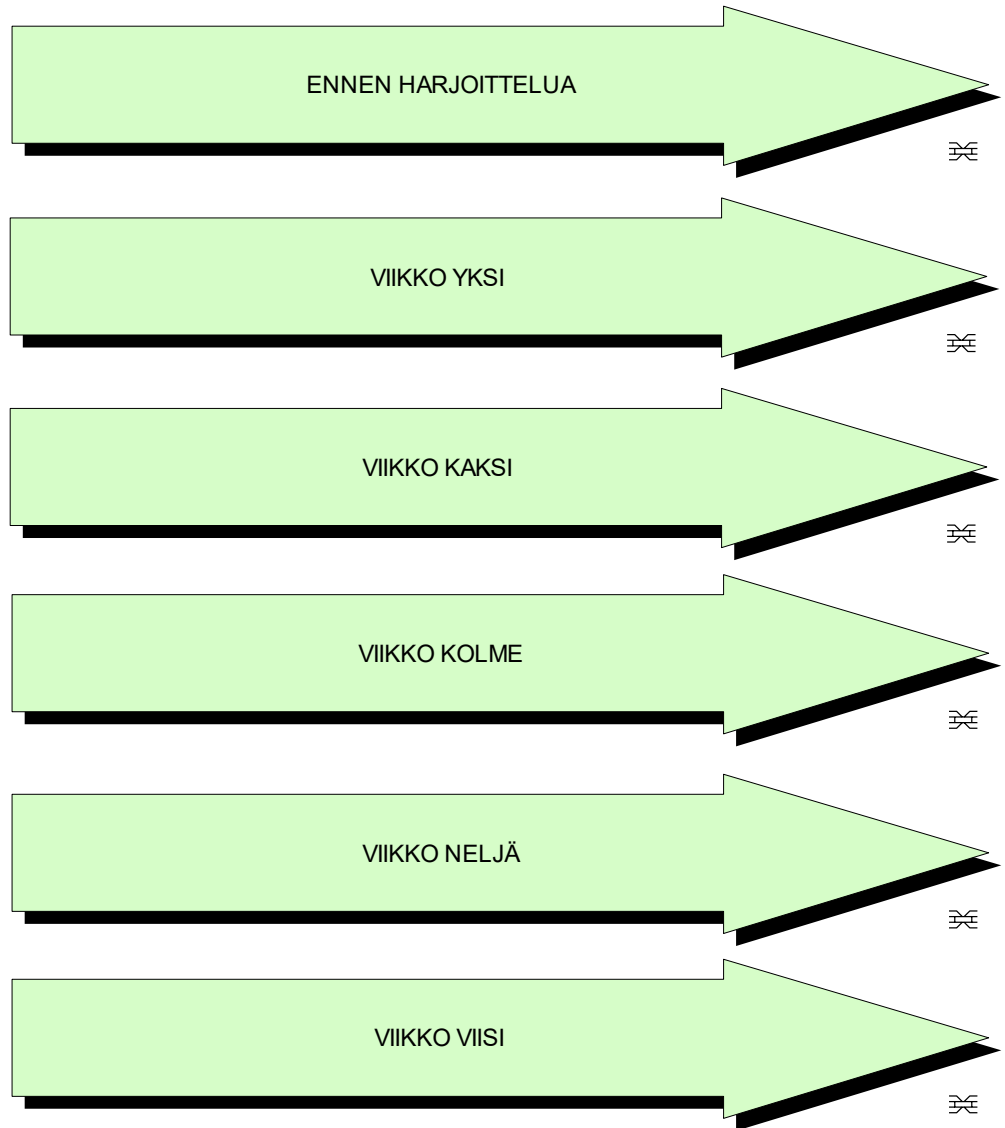 ENNEN HARJOITTELUA
VIIKKO YKSI
VIIKKO KAKSI
VIIKKO KOLME
VIIKKO NELJÄ
VIIKKO VIISI